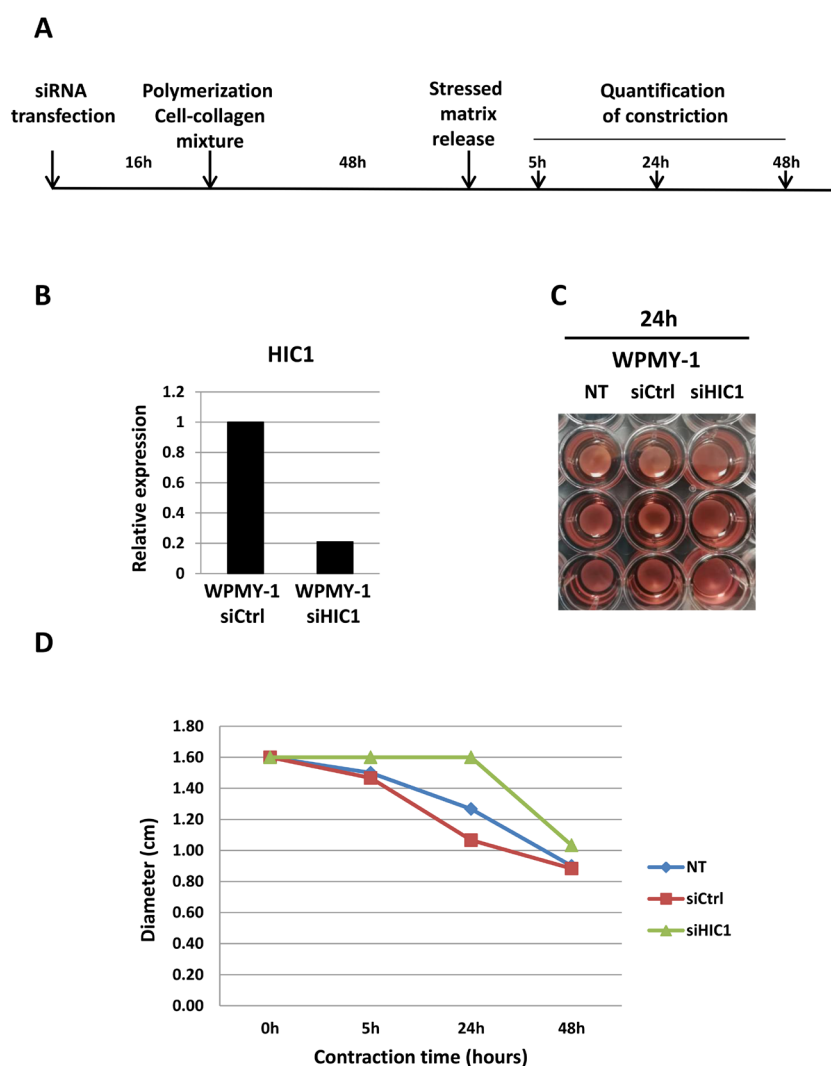 A
siRNA
transfection
Polymerization
Cell-collagen
mixture
Stressed
matrix
release
Quantification
of constriction
16h
48h
5h
24h
48h
B
HIC1
1.2
1
0.8
0.6
0.4
0.2
0
Relative expression
WPMY-1
siCtrl
WPMY-1
siHIC1
C
24h
WPMY-1
NT siCtrl siHIC1
D
1.80
1.60
1.40
1.20
1.00
0.80
0.60
0.40
0.20
0.00
Diameter (cm)
0h 5h 24h 48h
Contraction time (hours)
NT
siCtrl
siHIC1